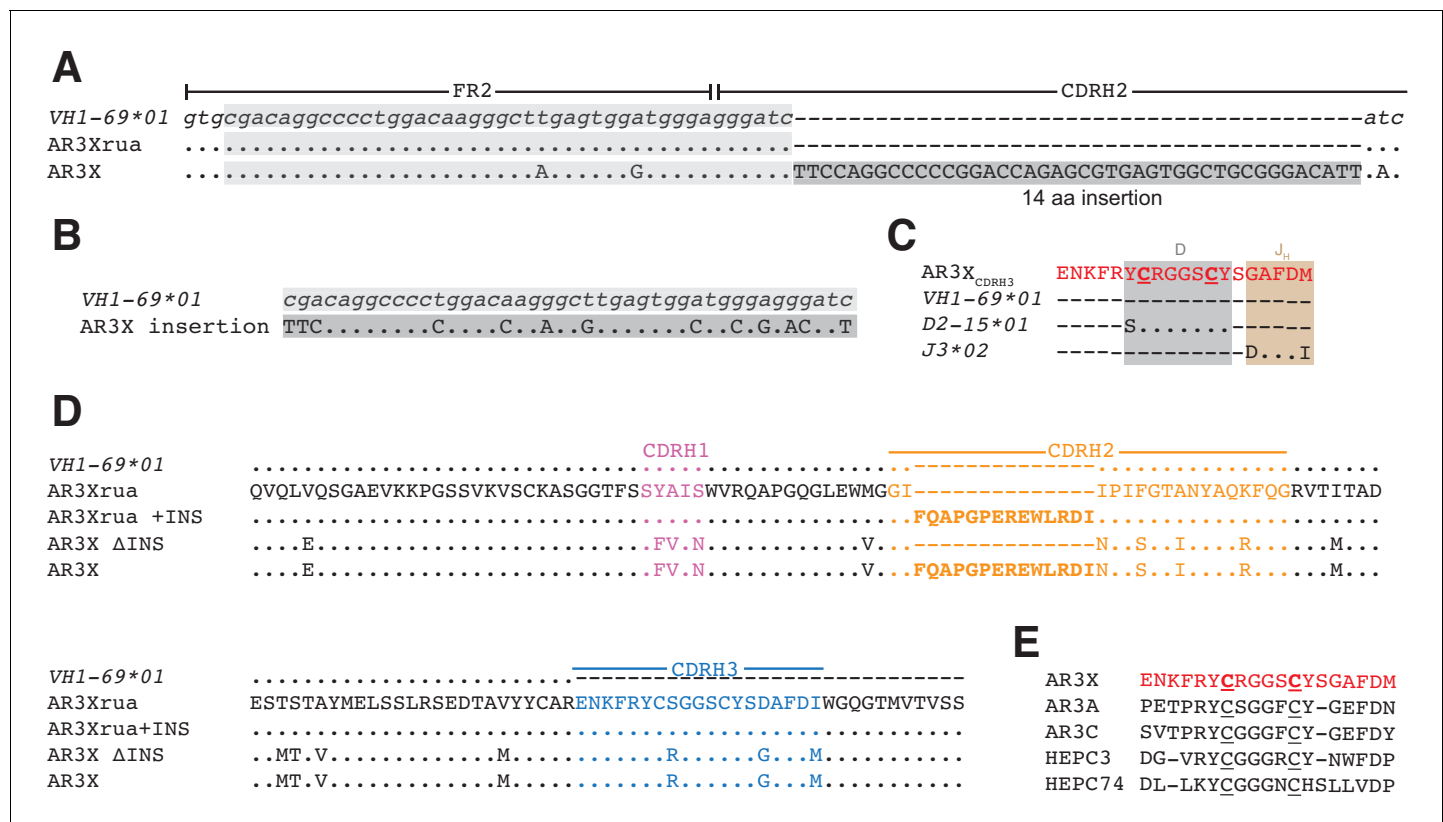 A
FR2 CDRH2
VH1-69*01 gtgcgacaggcccctggacaagggcttgagtggatgggagggatc------------------------------------------atc
AR3Xrua .............................................------------------------------------------...
AR3X ..........................A......G...........TTCCAGGCCCCCGGACCAGAGCGTGAGTGGCTGCGGGACATT.A.
14 aa insertion
B
VH1-69*01 cgacaggcccctggacaagggcttgagtggatgggagggatc
AR3X insertion TTC........C....C..A..G.......C..C.G.AC..T
C
D JH
AR3XCDRH3 ENKFRYCRGGSCYSGAFDM
VH1-69*01 -------------------
D2-15*01 -----S.......------
J3*02 --------------D...I
D
CDRH1 CDRH2
VH1-69*01 ...................................................--------------......................
AR3Xrua QVQLVQSGAEVKKPGSSVKVSCKASGGTFSSYAISWVRQAPGQGLEWMGGI--------------IPIFGTANYAQKFQGRVTITAD
AR3Xrua +INS ...................................................FQAPGPEREWLRDI......................
AR3X ΔINS ....E..........................FV.N............V...--------------N..S..I....R......M...
AR3X ....E..........................FV.N............V...FQAPGPEREWLRDIN..S..I....R......M...
CDRH3
VH1-69*01 .........................------------------------------
AR3Xrua ESTSTAYMELSSLRSEDTAVYYCARENKFRYCSGGSCYSDAFDIWGQGTMVTVSS
AR3Xrua+INS .......................................................
AR3X ΔINS ..MT.V.............M............R......G...M...........
AR3X ..MT.V.............M............R......G...M...........
E
AR3X ENKFRYCRGGSCYSGAFDM
AR3A PETPRYCSGGFCY-GEFDN
AR3C SVTPRYCGGGFCY-GEFDY
HEPC3 DG-VRYCGGGRCY-NWFDP
HEPC74 DL-LKYCGGGNCHSLLVDP